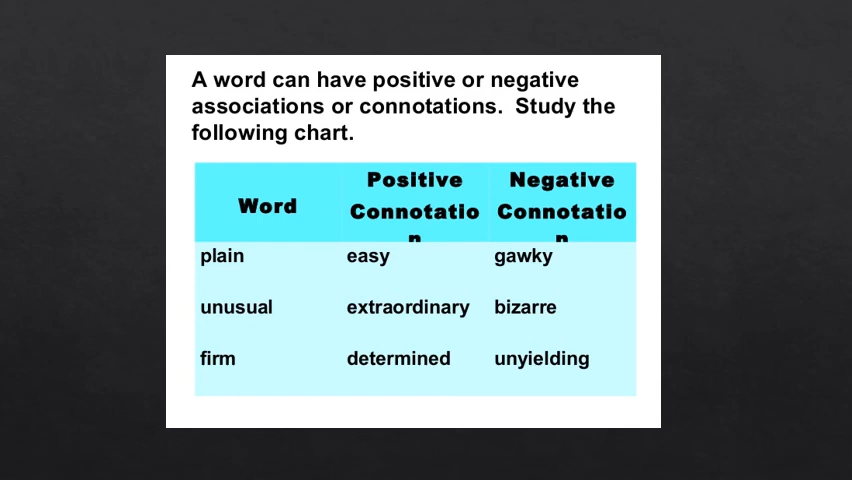 A word can have positive or negative
associations or connotations.  Study the
following chart.
Word
Positive
Connotatio
n
Negative
Connotatio
n
plain easy gawky
unusual extraordinary bizarre
firm determined unyielding